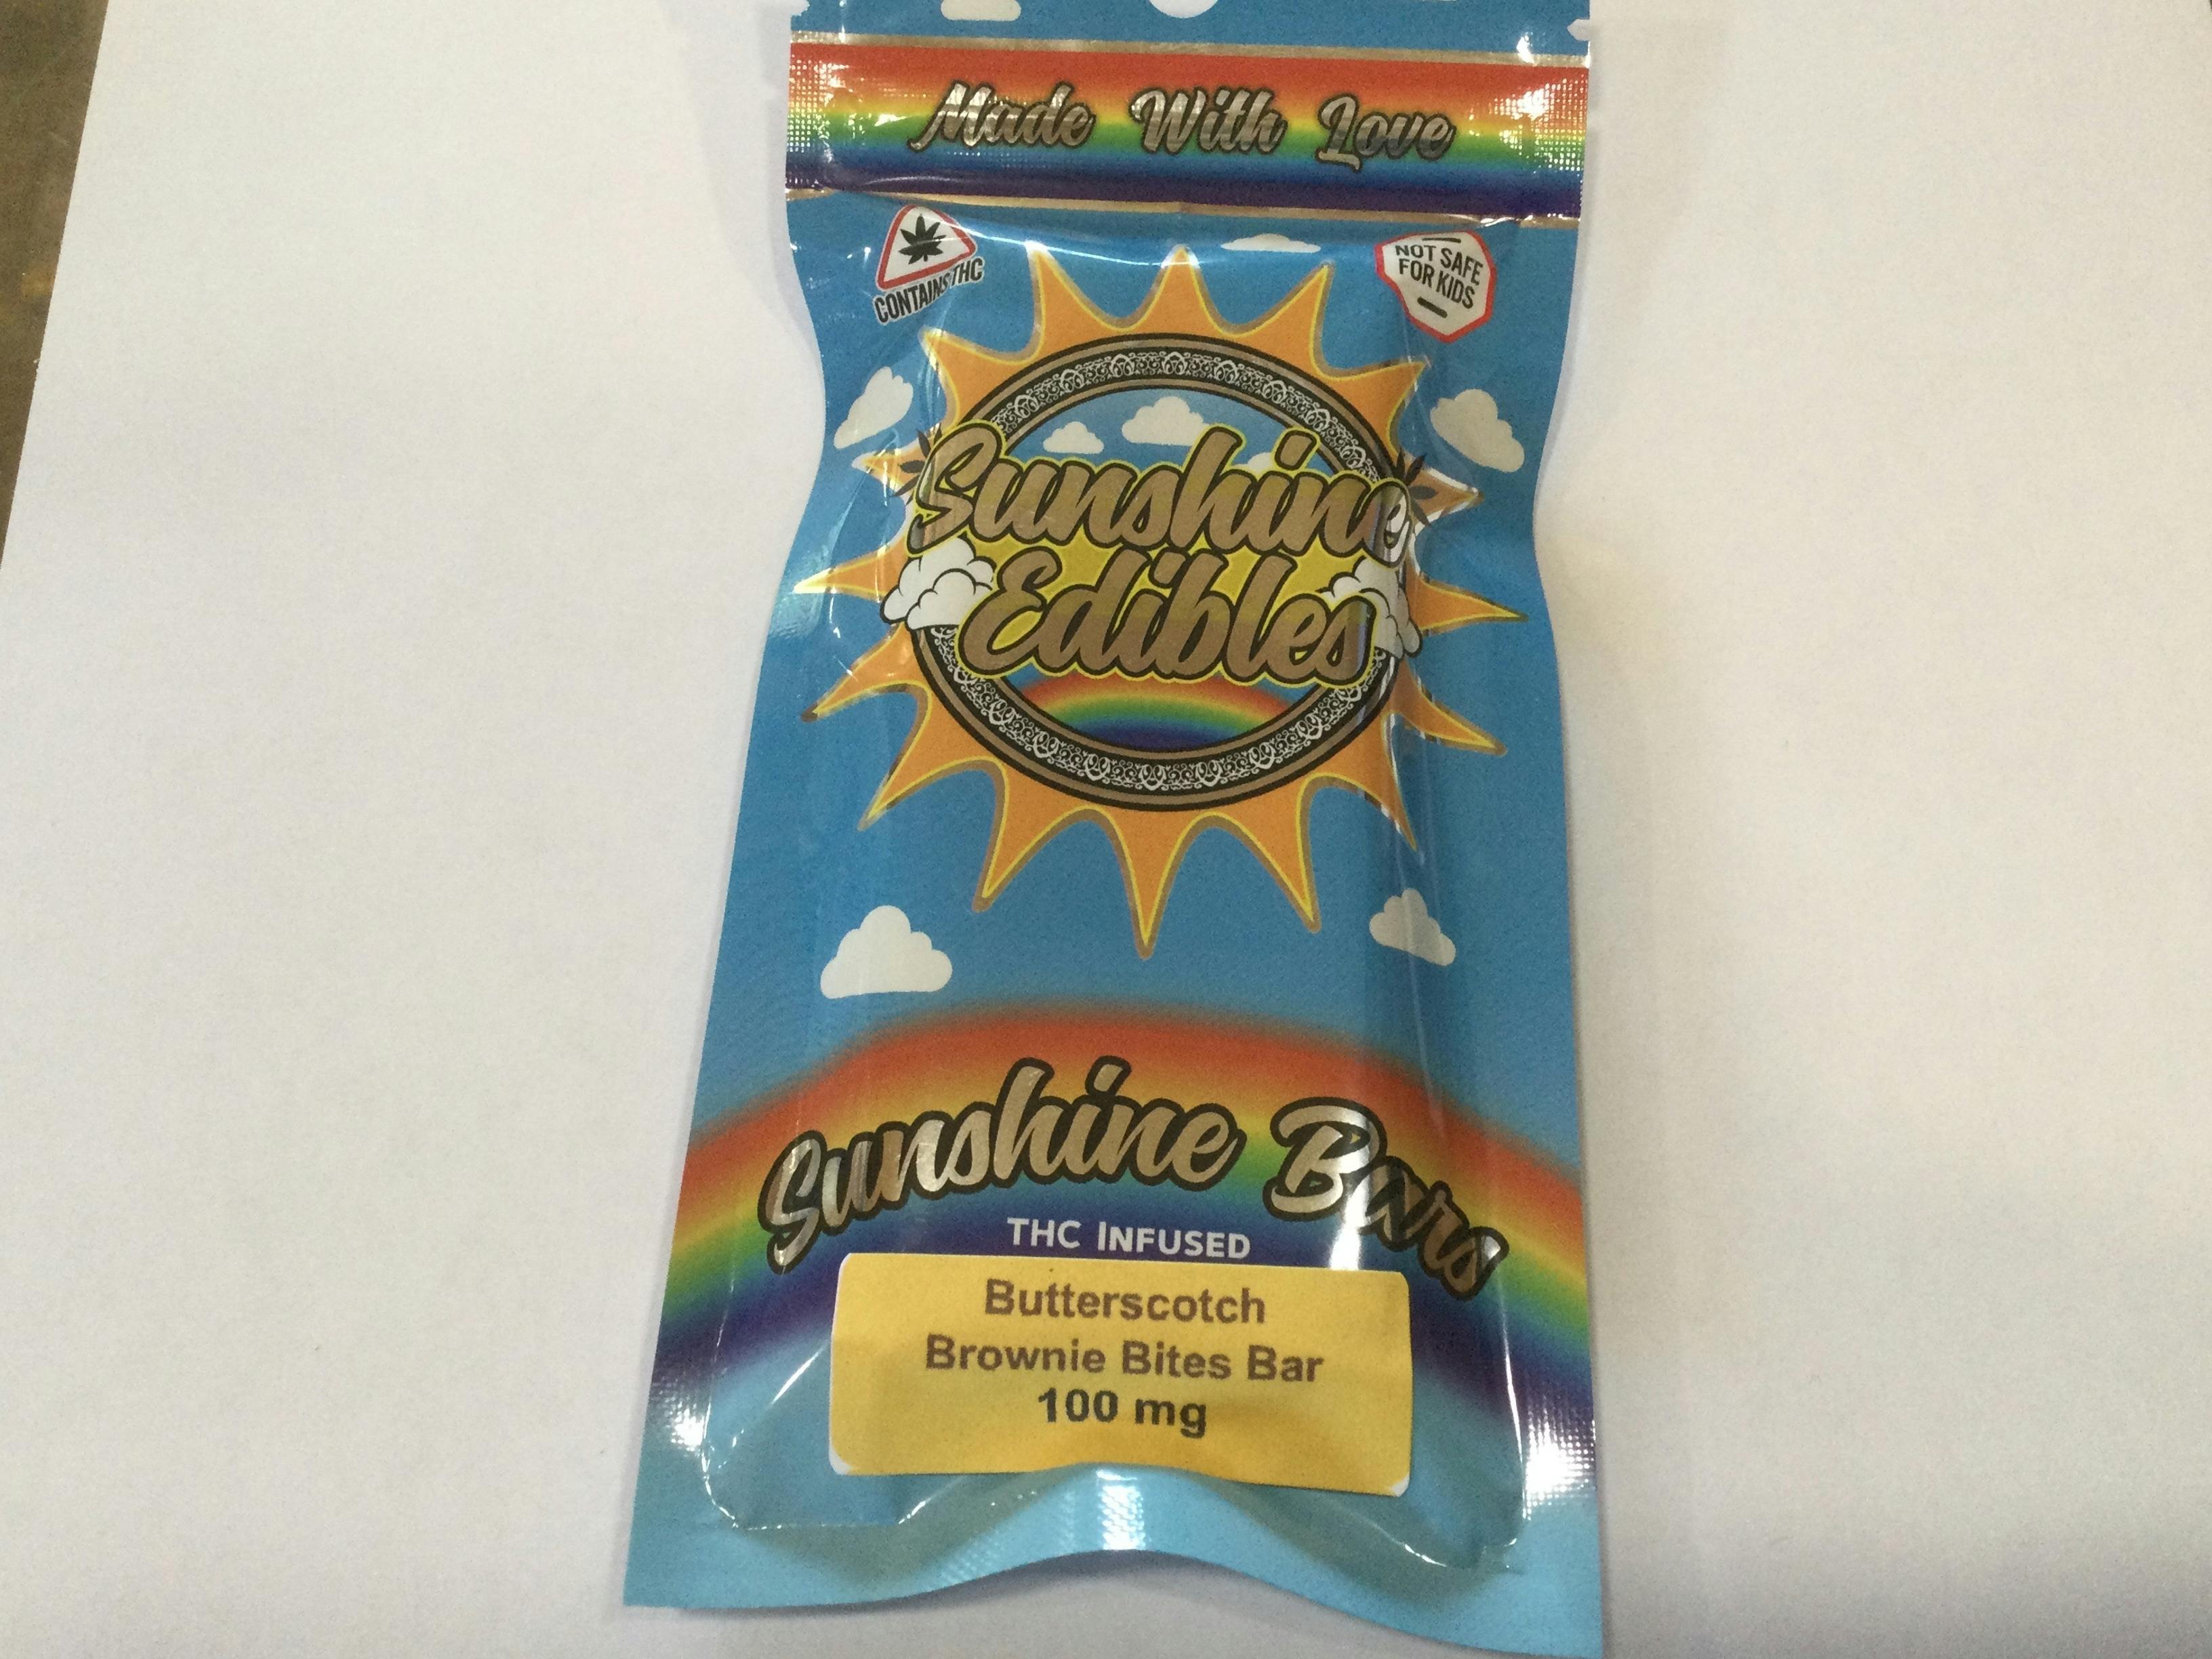 Made With Love
CONTAINS THC
NOT SAFE
FOR KIDS
Sunshine
Edibles
Sunshine Bars
THC INFUSED
Butterscotch
Brownie Bites Bar
100 mg